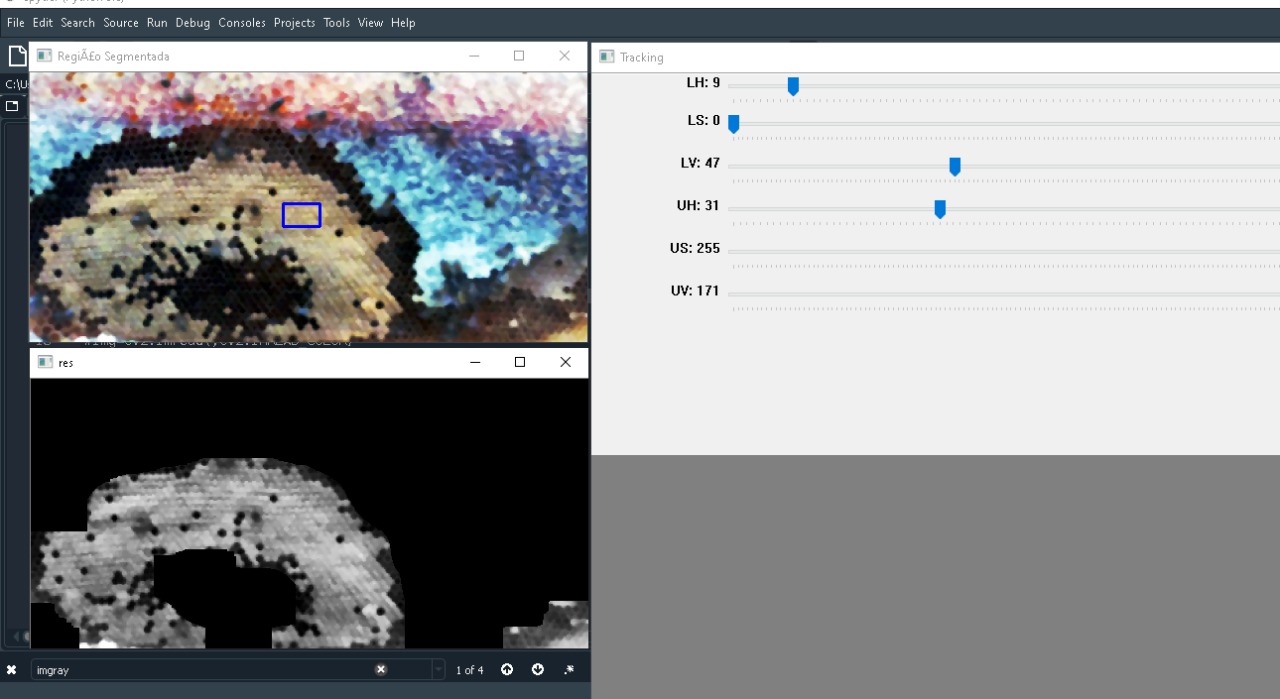 File Edit Search Source Run Debug Consoles Projects Tools View Help
RegiÃ£o Segmentada
Tracking
C:\U
LH: 9
LS: 0
LV: 47
UH: 31
US: 255
UV: 171
res
imgray
1 of 4
.*